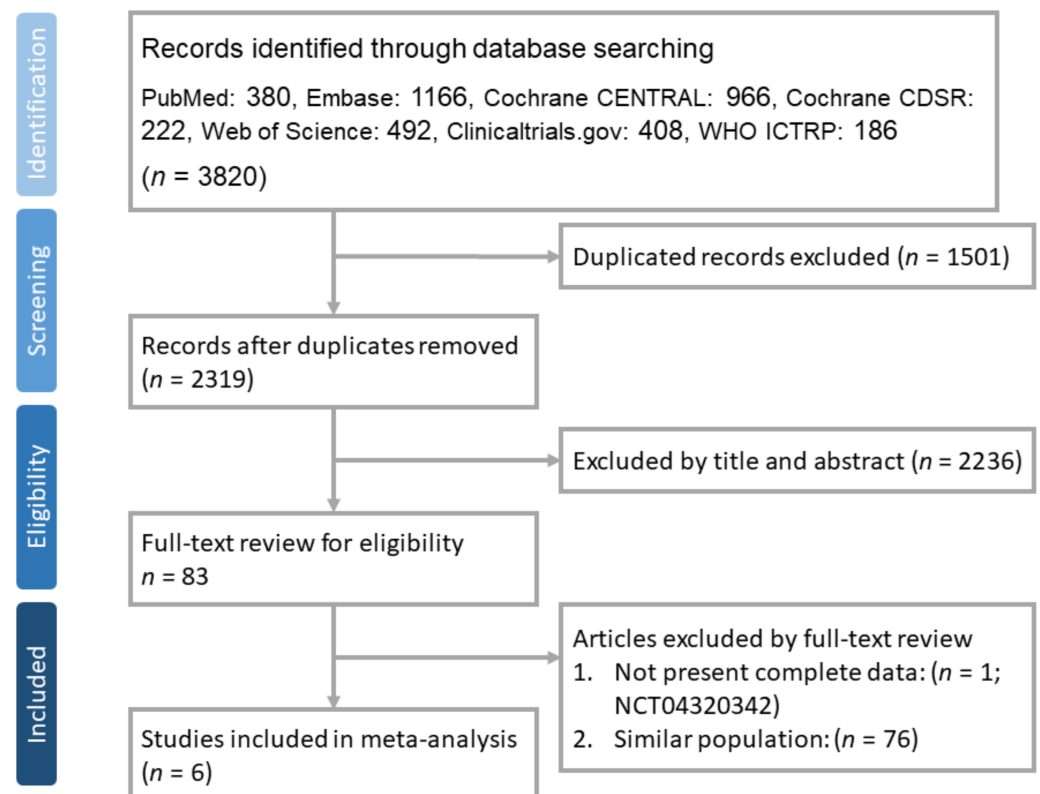 Identification
Records identified through database searching
PubMed: 380, Embase: 1166, Cochrane CENTRAL: 966, Cochrane CDSR:
222, Web of Science: 492, Clinicaltrials.gov: 408, WHO ICTRP: 186
(n = 3820)
Screening
Duplicated records excluded (n = 1501)
Records after duplicates removed
(n = 2319)
Eligibility
Excluded by title and abstract (n = 2236)
Full-text review for eligibility
n = 83
Included
Articles excluded by full-text review
1. Not present complete data: (n = 1;
NCT04320342)
2. Similar population: (n = 76)
Studies included in meta-analysis
(n = 6)